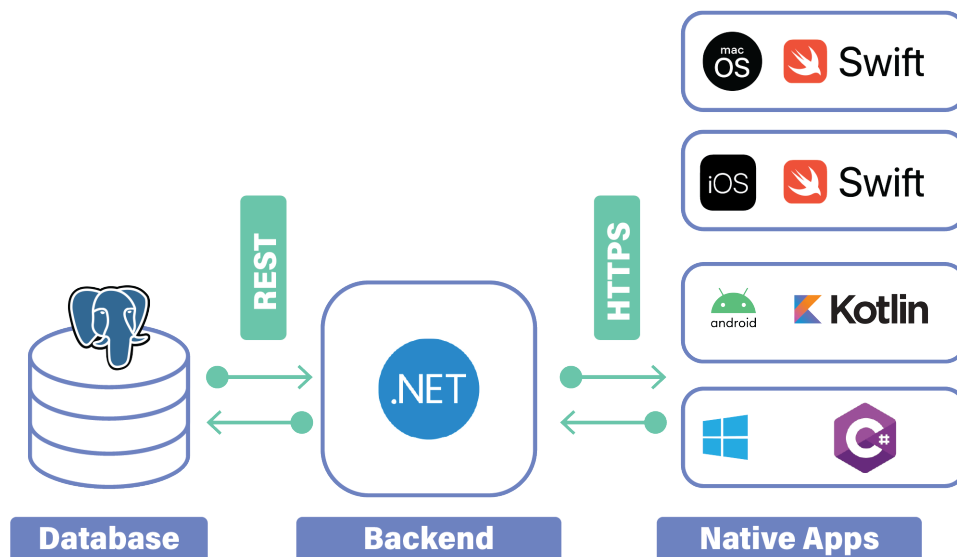 mac
OS
Swift
iOS
Swift
REST
HTTPS
android
Kotlin
.NET
C#
Database
Backend
Native Apps